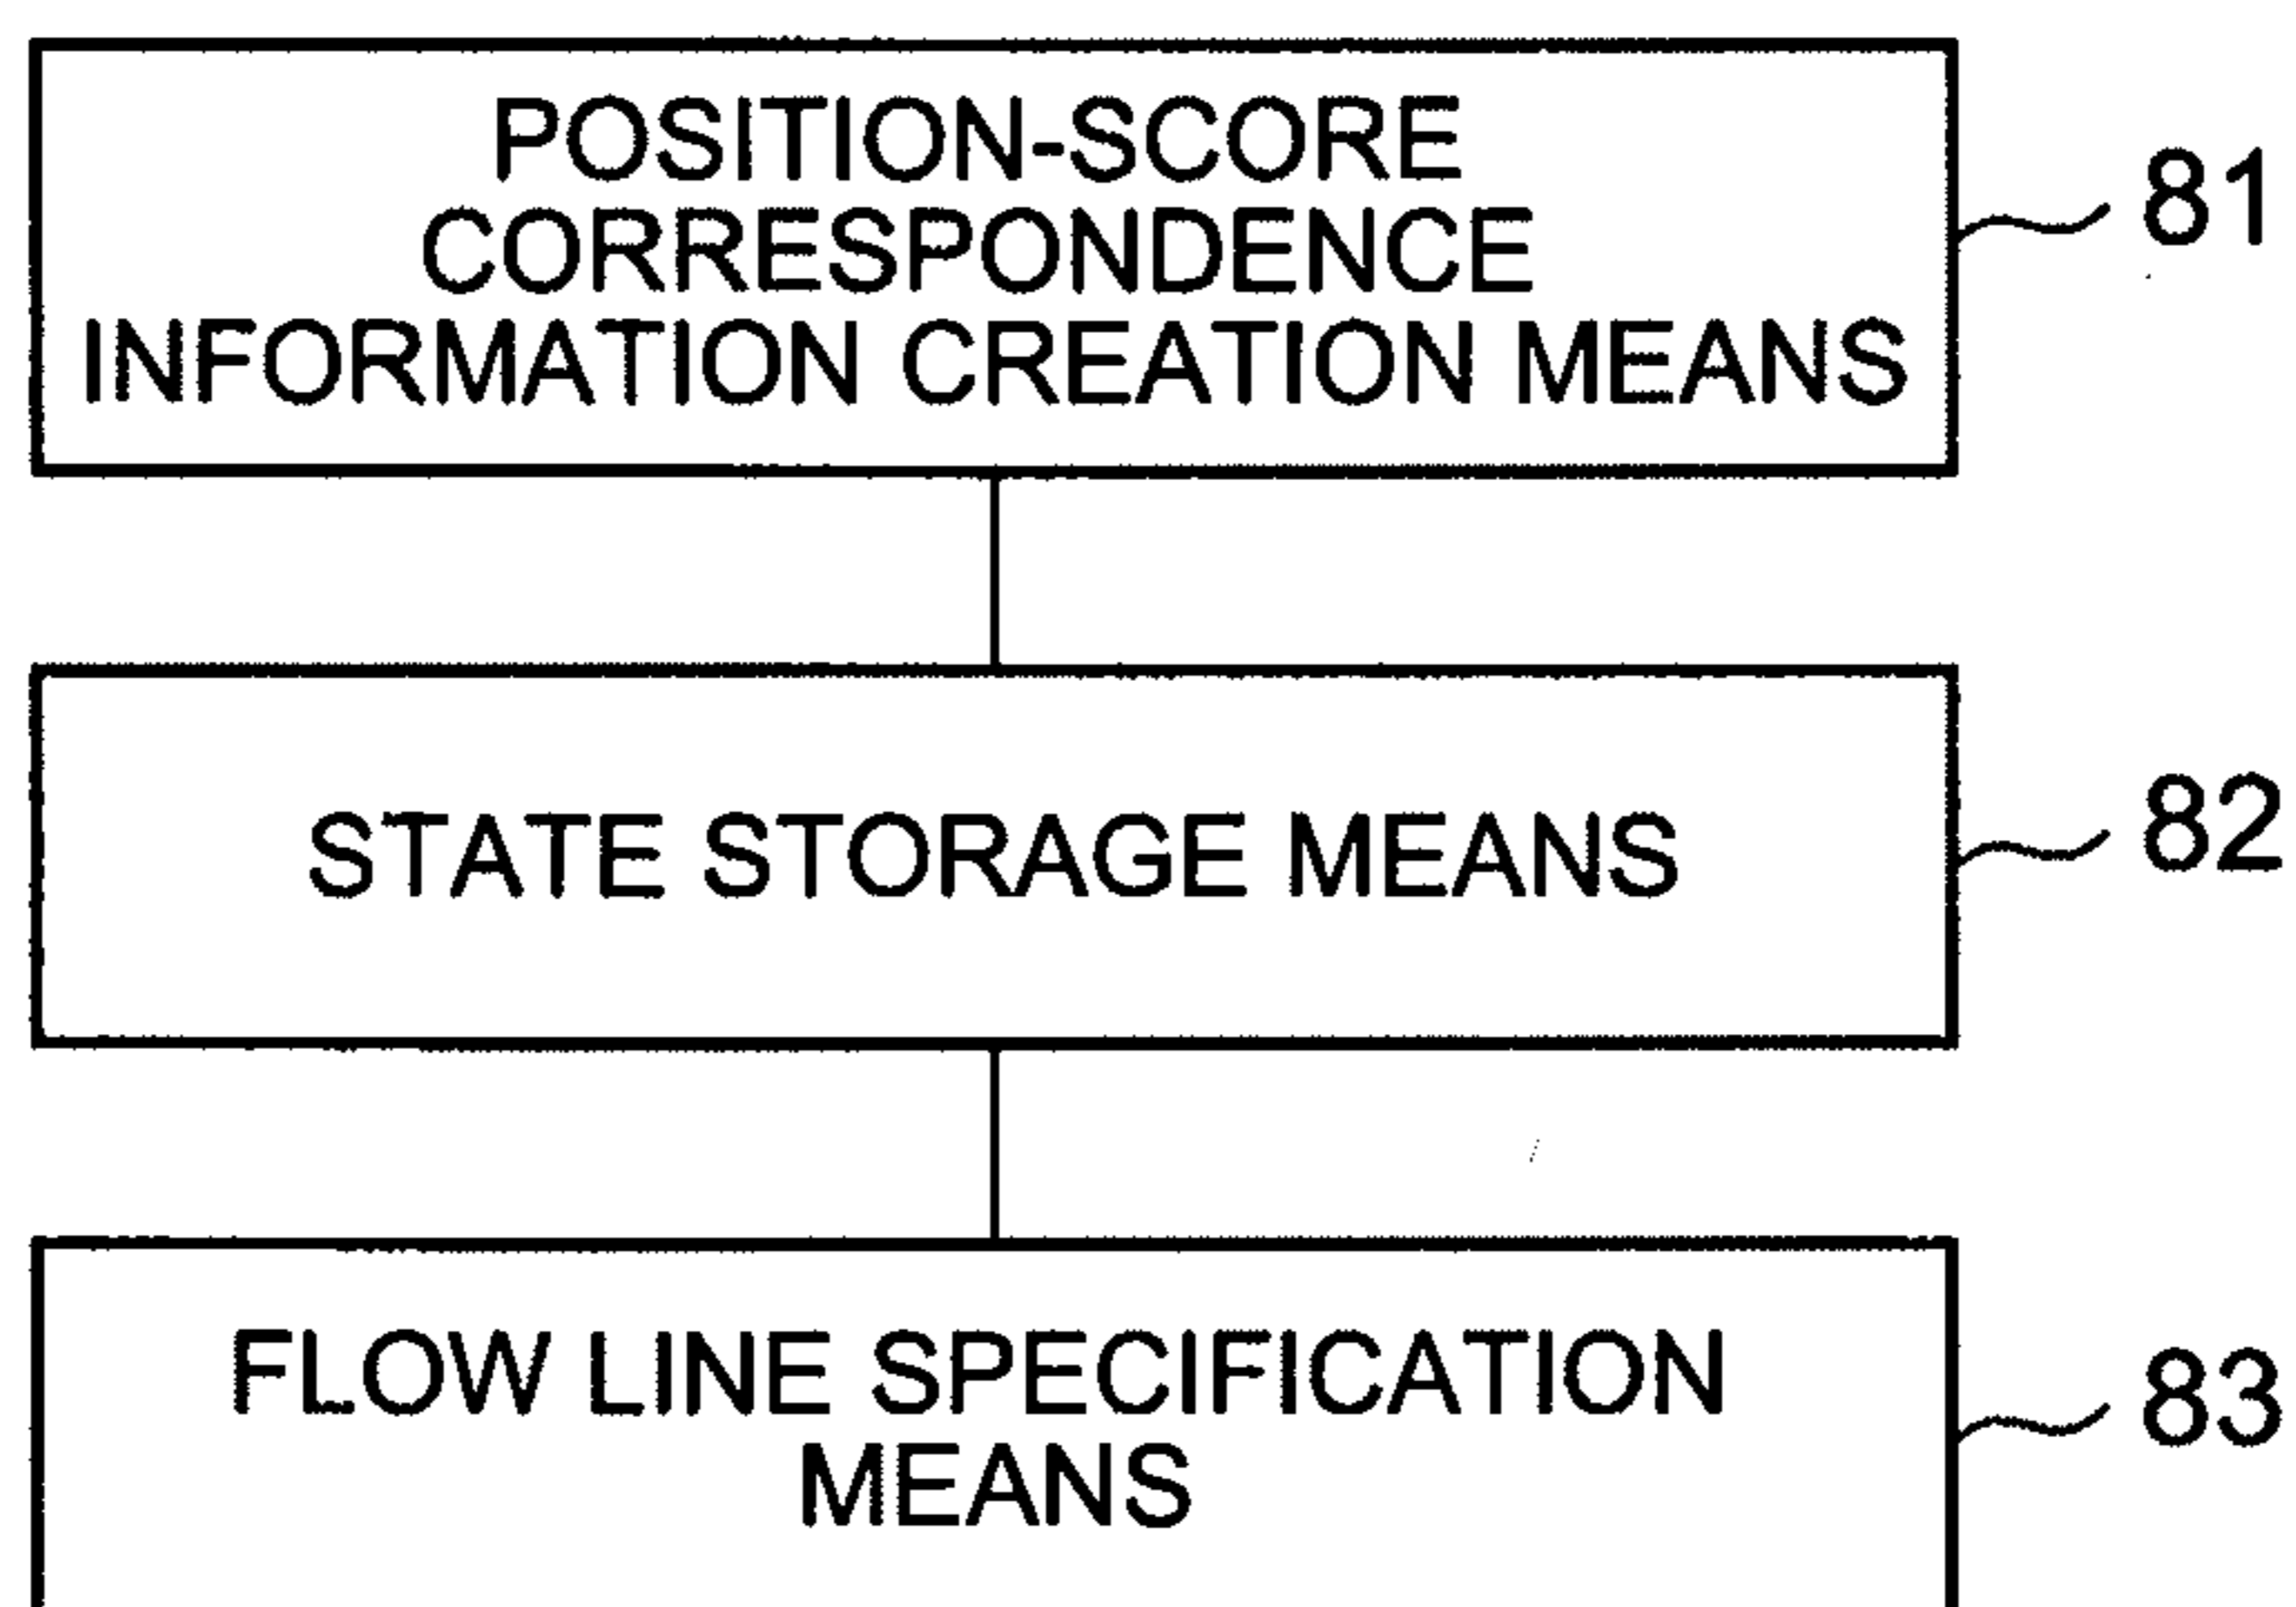 POSITION-SCORE
CORRESPONDENCE
INFORMATION CREATION MEANS
81
STATE STORAGE MEANS
82
FLOW LINE SPECIFICATION
MEANS
83